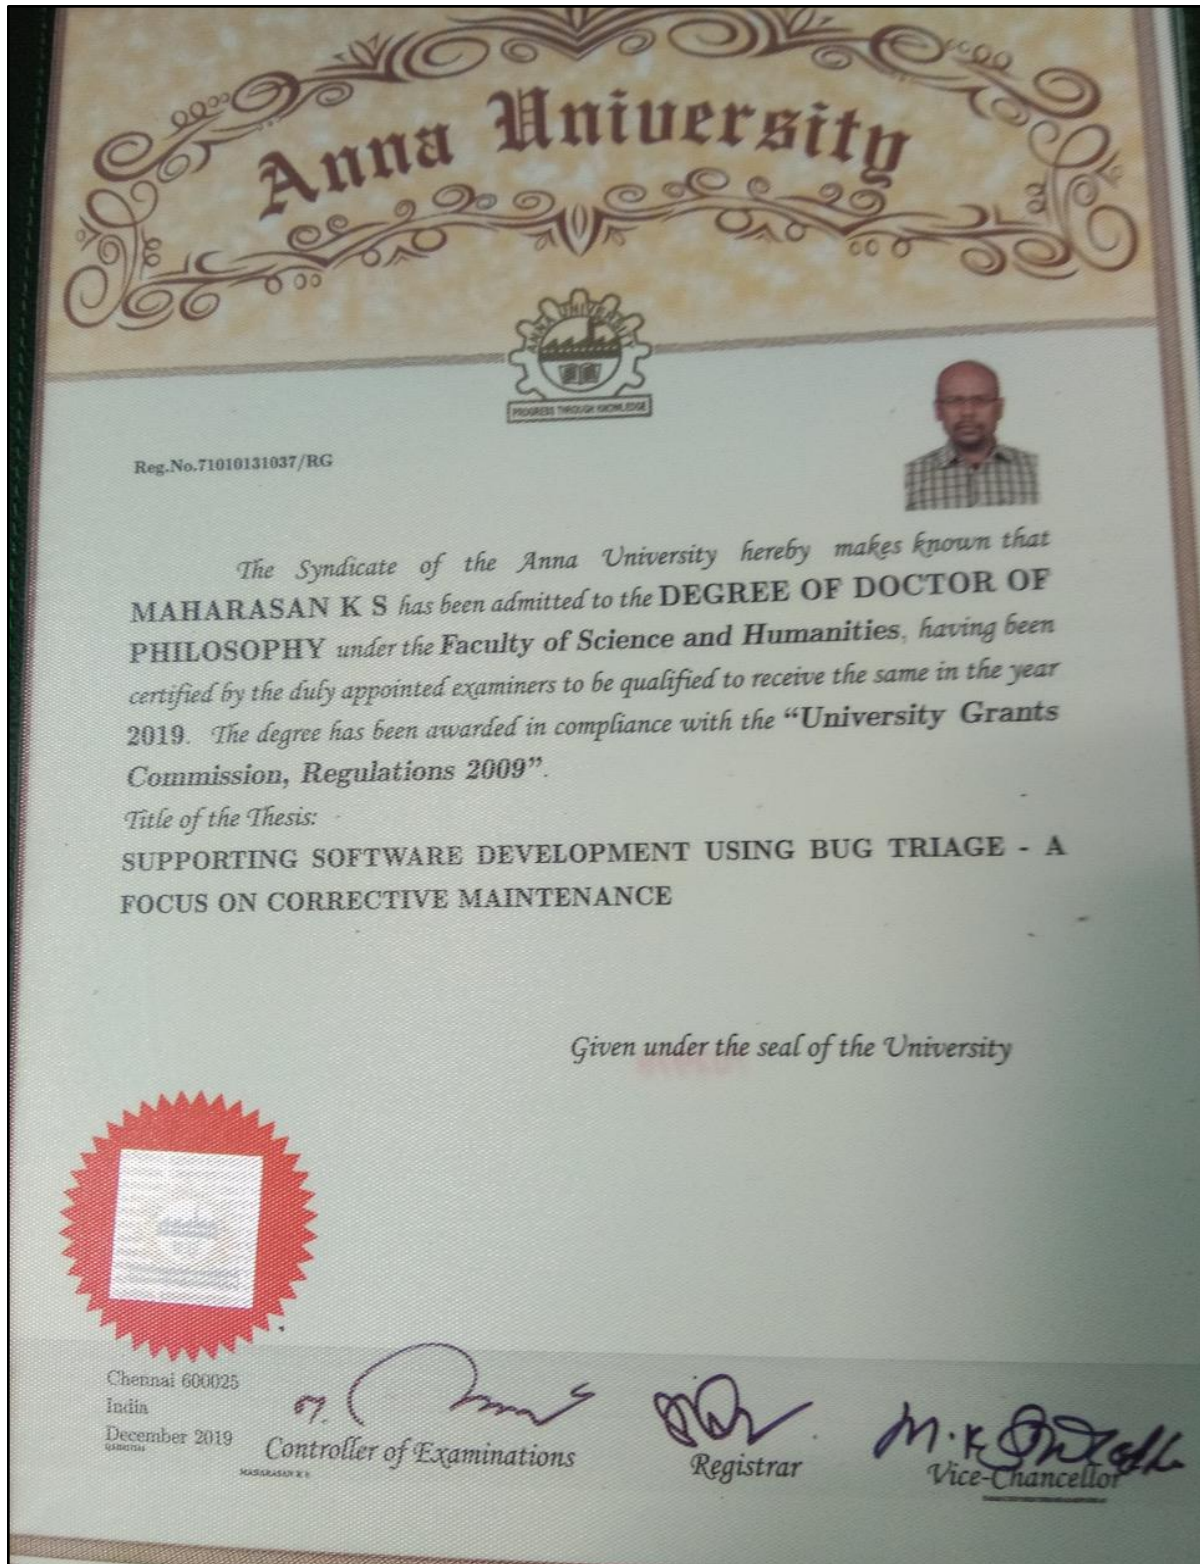 Anna University
ANNA UNIVERSITY
PROGRESS THROUGH KNOWLEDGE
Reg.No.71010131037/RG
The Syndicate of the Anna University hereby makes known that
MAHARASAN K S has been admitted to the DEGREE OF DOCTOR OF
PHILOSOPHY under the Faculty of Science and Humanities, having been
certified by the duly appointed examiners to be qualified to receive the same in the year
2019. The degree has been awarded in compliance with the “University Grants
Commission, Regulations 2009”.
Title of the Thesis:
SUPPORTING SOFTWARE DEVELOPMENT USING BUG TRIAGE - A
FOCUS ON CORRECTIVE MAINTENANCE
Given under the seal of the University
Chennai 600025
India
December 2019
Controller of Examinations
Registrar
Vice-Chancellor
MAHARASAN K S